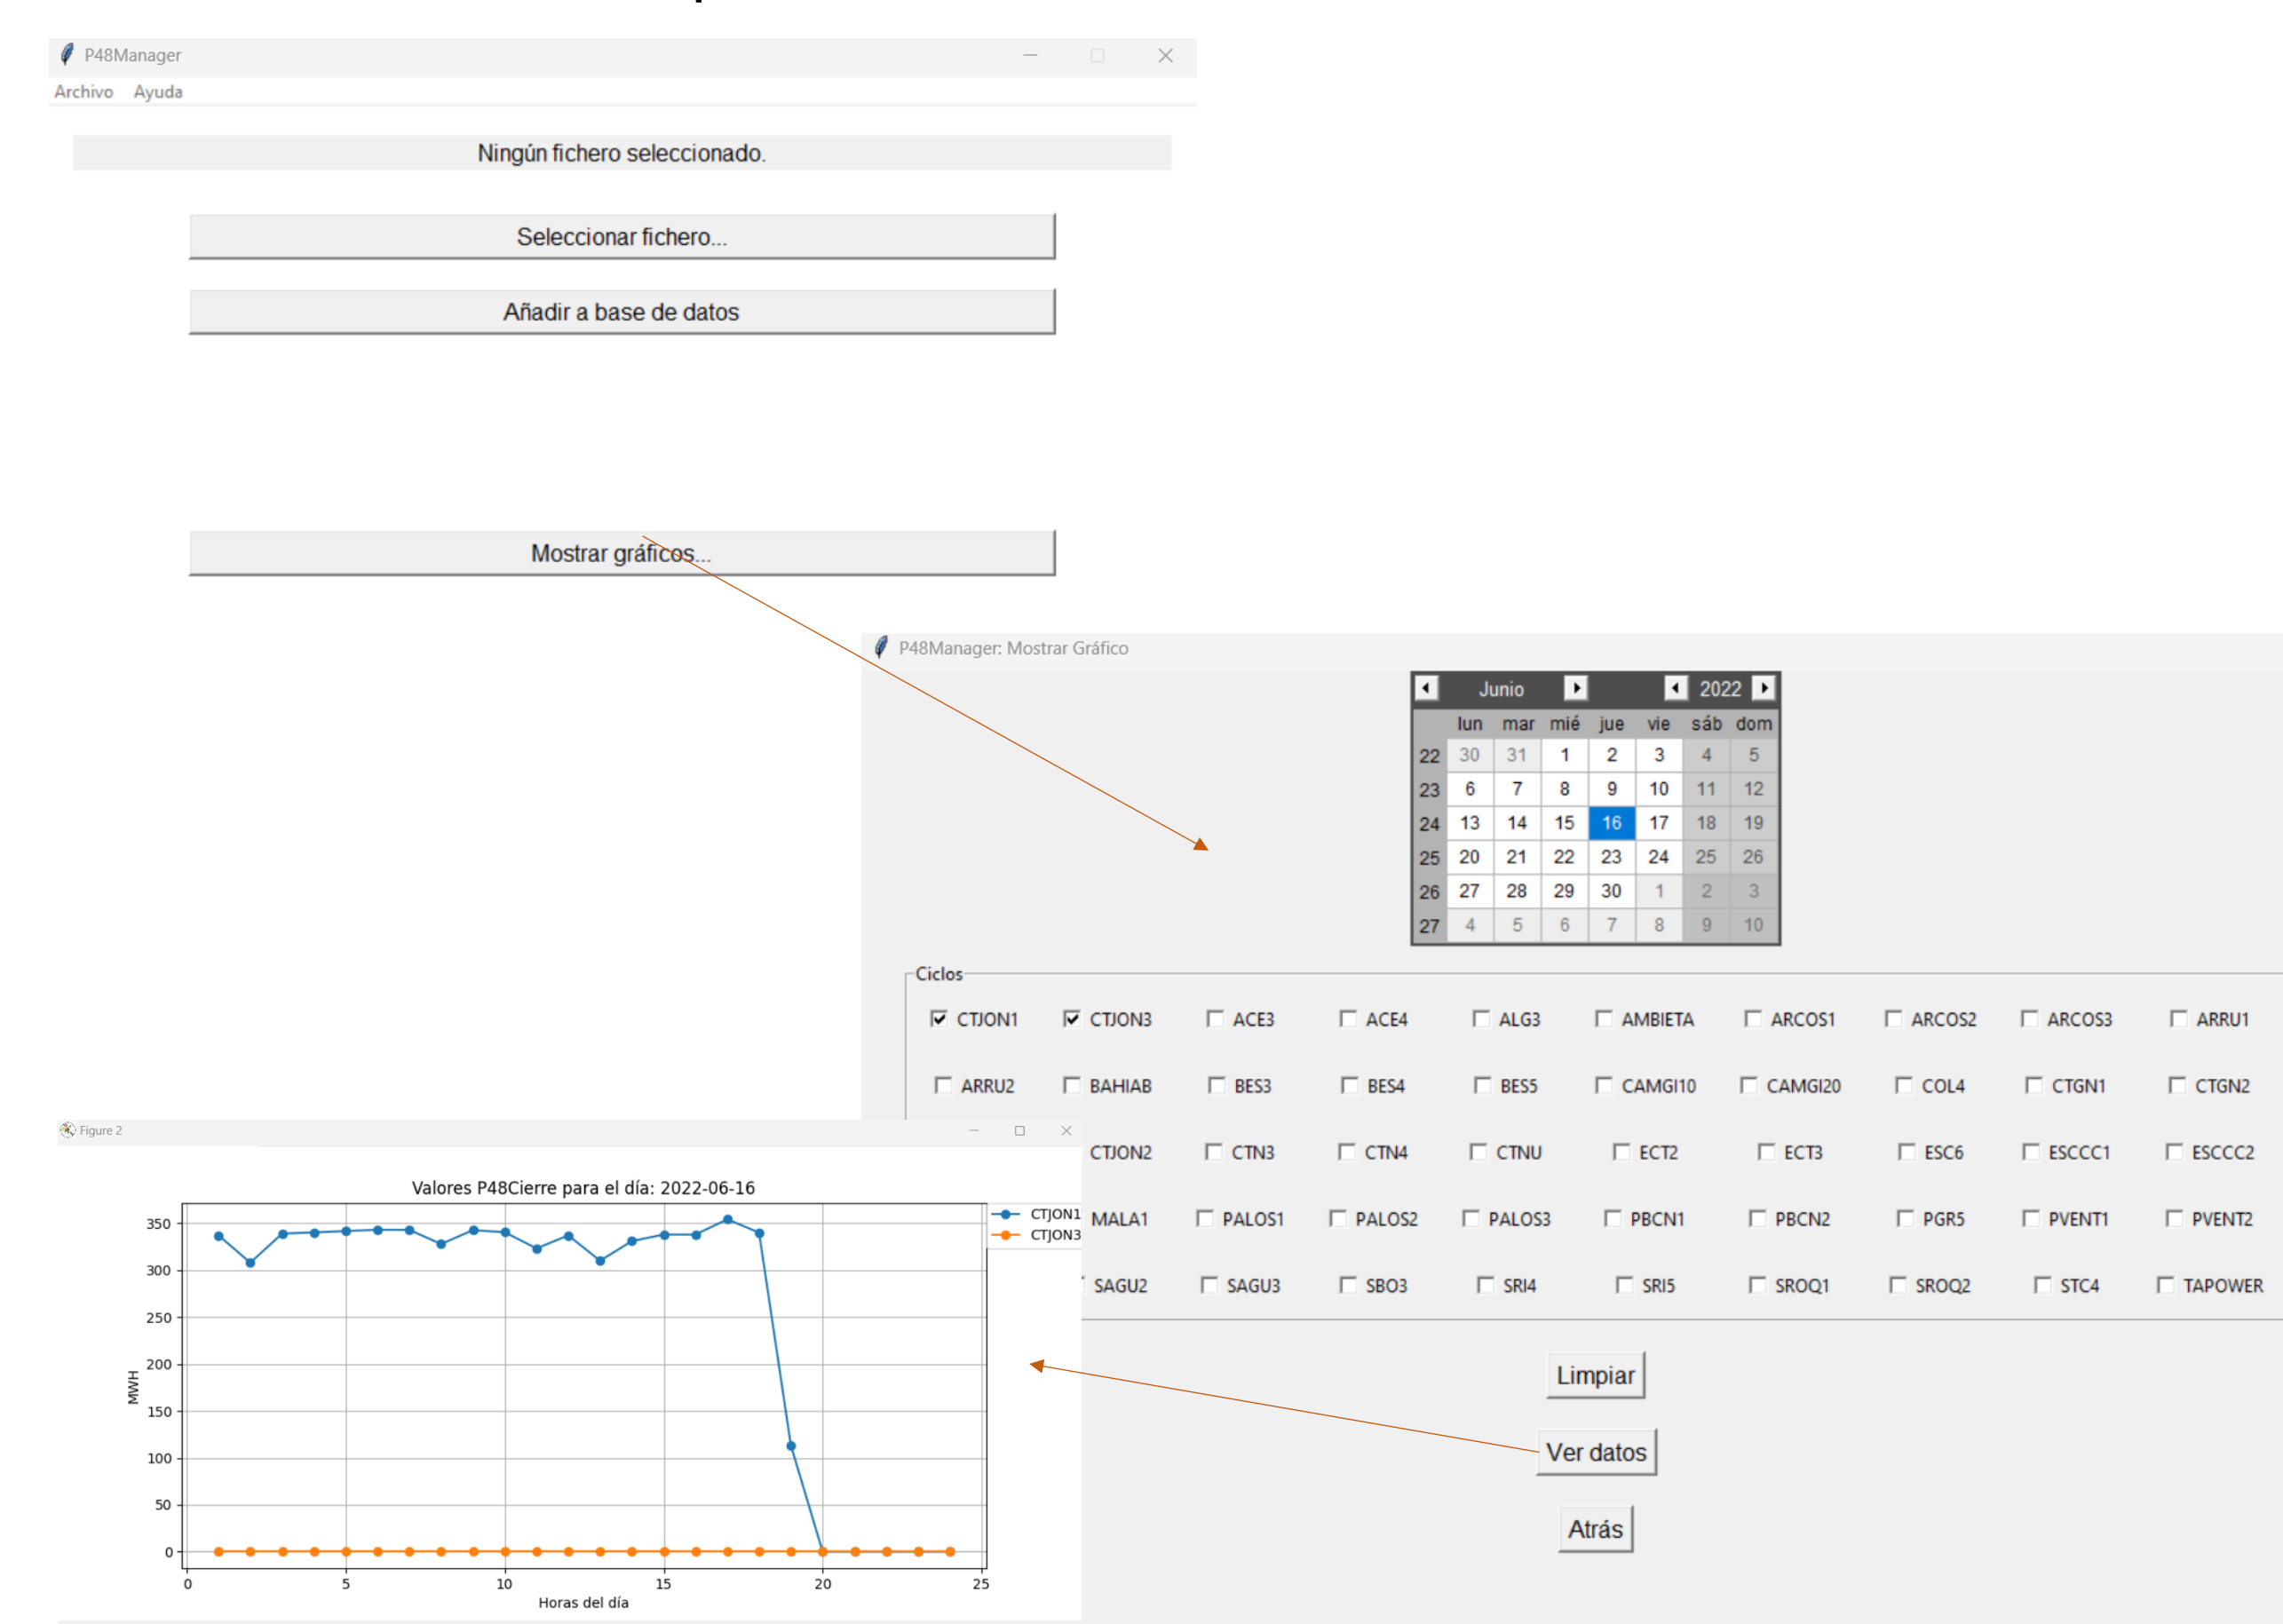 P48Manager
Archivo Ayuda
Ningún fichero seleccionado.
Seleccionar fichero...
Añadir a base de datos
Mostrar gráficos...
P48Manager: Mostrar Gráfico
Junio 2022
lun mar mié jue vie sáb dom
22 30 31 1 2 3 4 5
23 6 7 8 9 10 11 12
24 13 14 15 16 17 18 19
25 20 21 22 23 24 25 26
26 27 28 29 30 1 2 3
27 4 5 6 7 8 9 10
Ciclos
CTJON1 CTJON3 ACE3 ACE4 ALG3 AMBIETA ARCOS1 ARCOS2 ARCOS3 ARRU1
ARRU2 BAHIAB BES3 BES4 BES5 CAMGI10 CAMGI20 COL4 CTGN1 CTGN2
CTJON2 CTN3 CTN4 CTNU ECT2 ECT3 ESC6 ESCCC1 ESCCC2
MALA1 PALOS1 PALOS2 PALOS3 PBCN1 PBCN2 PGR5 PVENT1 PVENT2
SAGU2 SAGU3 SBO3 SRI4 SRI5 SROQ1 SROQ2 STC4 TAPOWER
Limpiar
Ver datos
Atrás
Figure 2
Valores P48Cierre para el día: 2022-06-16
CTJON1
CTJON3
MWH
350
300
250
200
150
100
50
0
0 5 10 15 20 25
Horas del día